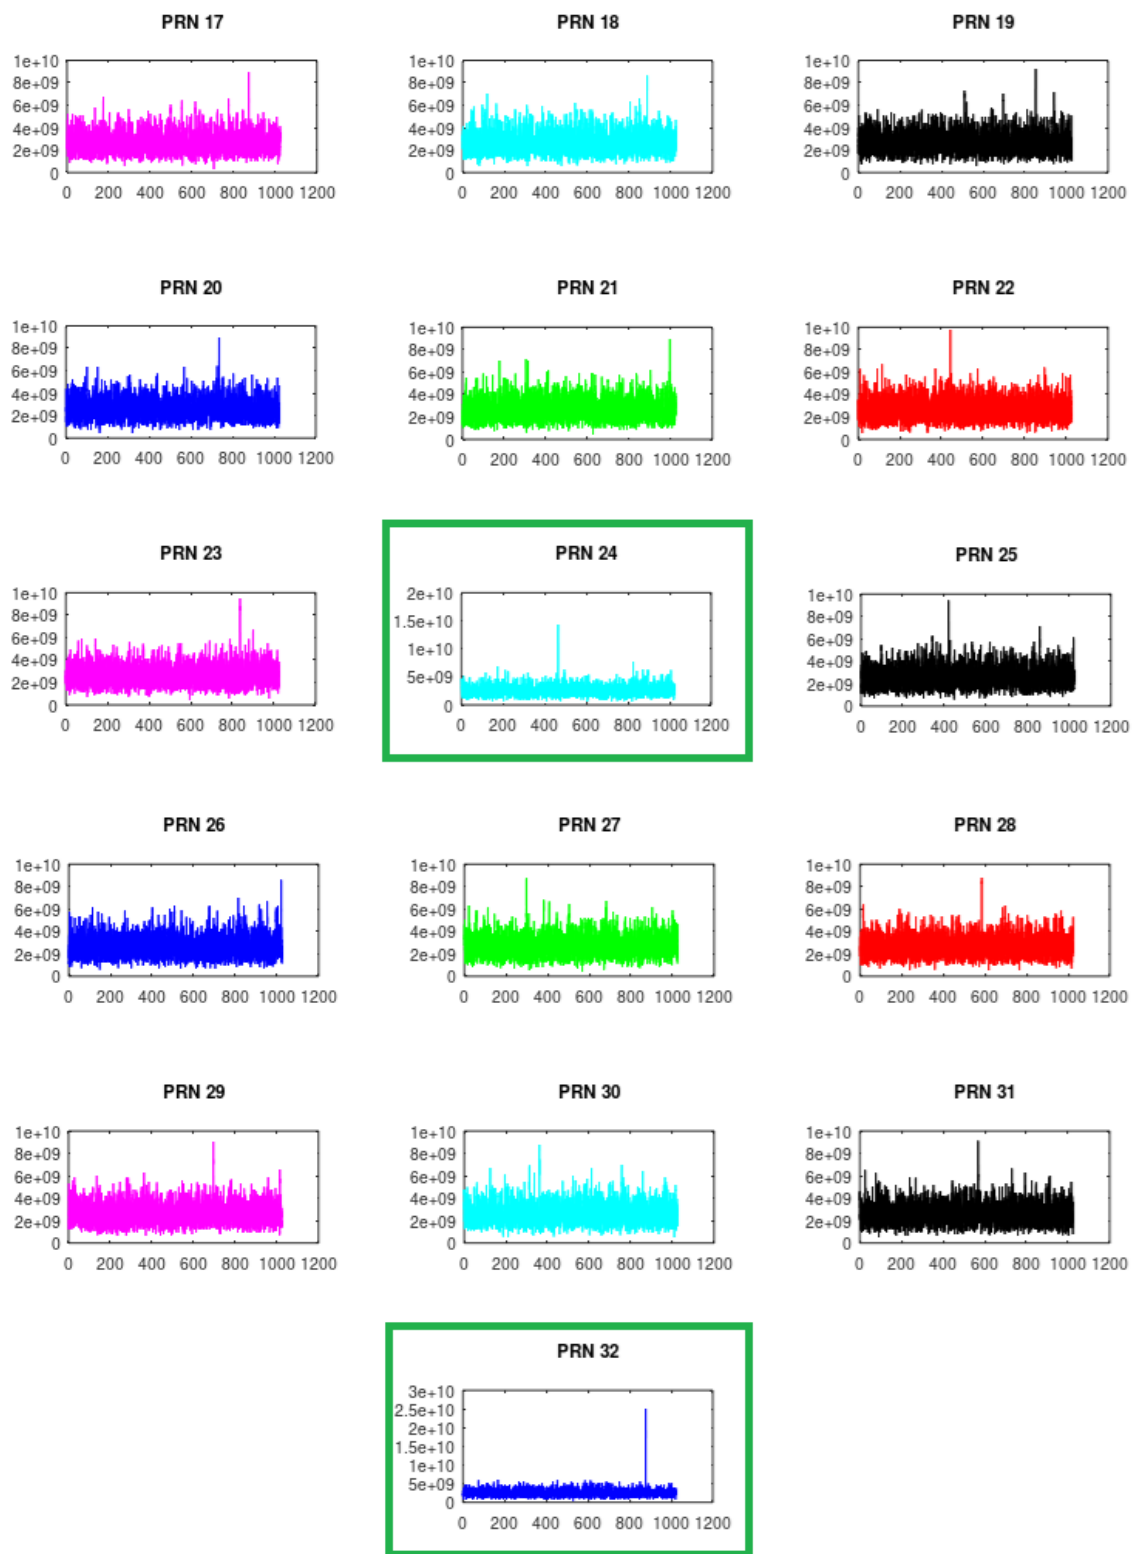 PRN 17
1e+10
8e+09
6e+09
4e+09
2e+09
0
0 200 400 600 800 1000 1200
PRN 18
1e+10
8e+09
6e+09
4e+09
2e+09
0
0 200 400 600 800 1000 1200
PRN 19
1e+10
8e+09
6e+09
4e+09
2e+09
0
0 200 400 600 800 1000 1200
PRN 20
1e+10
8e+09
6e+09
4e+09
2e+09
0
0 200 400 600 800 1000 1200
PRN 21
1e+10
8e+09
6e+09
4e+09
2e+09
0
0 200 400 600 800 1000 1200
PRN 22
1e+10
8e+09
6e+09
4e+09
2e+09
0
0 200 400 600 800 1000 1200
PRN 23
1e+10
8e+09
6e+09
4e+09
2e+09
0
0 200 400 600 800 1000 1200
PRN 24
2e+10
1.5e+10
1e+10
5e+09
0
0 200 400 600 800 1000 1200
PRN 25
1e+10
8e+09
6e+09
4e+09
2e+09
0
0 200 400 600 800 1000 1200
PRN 26
1e+10
8e+09
6e+09
4e+09
2e+09
0
0 200 400 600 800 1000 1200
PRN 27
1e+10
8e+09
6e+09
4e+09
2e+09
0
0 200 400 600 800 1000 1200
PRN 28
1e+10
8e+09
6e+09
4e+09
2e+09
0
0 200 400 600 800 1000 1200
PRN 29
1e+10
8e+09
6e+09
4e+09
2e+09
0
0 200 400 600 800 1000 1200
PRN 30
1e+10
8e+09
6e+09
4e+09
2e+09
0
0 200 400 600 800 1000 1200
PRN 31
1e+10
8e+09
6e+09
4e+09
2e+09
0
0 200 400 600 800 1000 1200
PRN 32
3e+10
2.5e+10
2e+10
1.5e+10
1e+10
5e+09
0
0 200 400 600 800 1000 1200